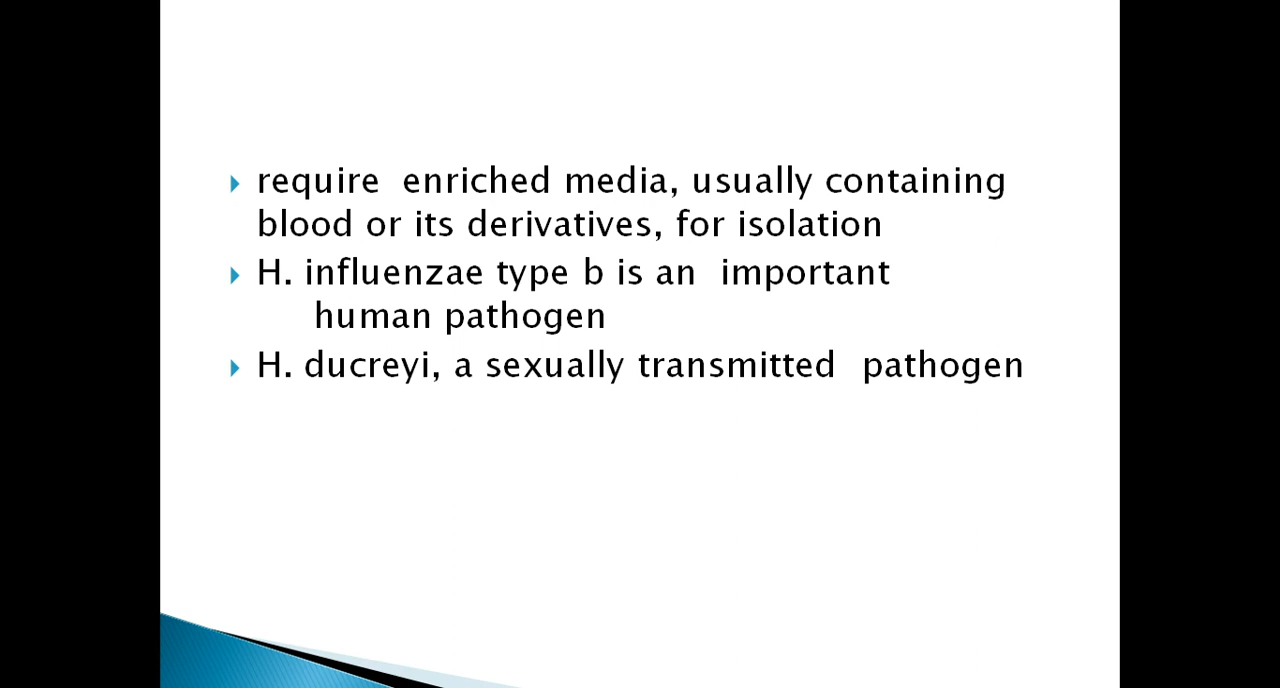 require  enriched media, usually containing
blood or its derivatives, for isolation
H. influenzae type b is an  important
human pathogen
H. ducreyi, a sexually transmitted  pathogen